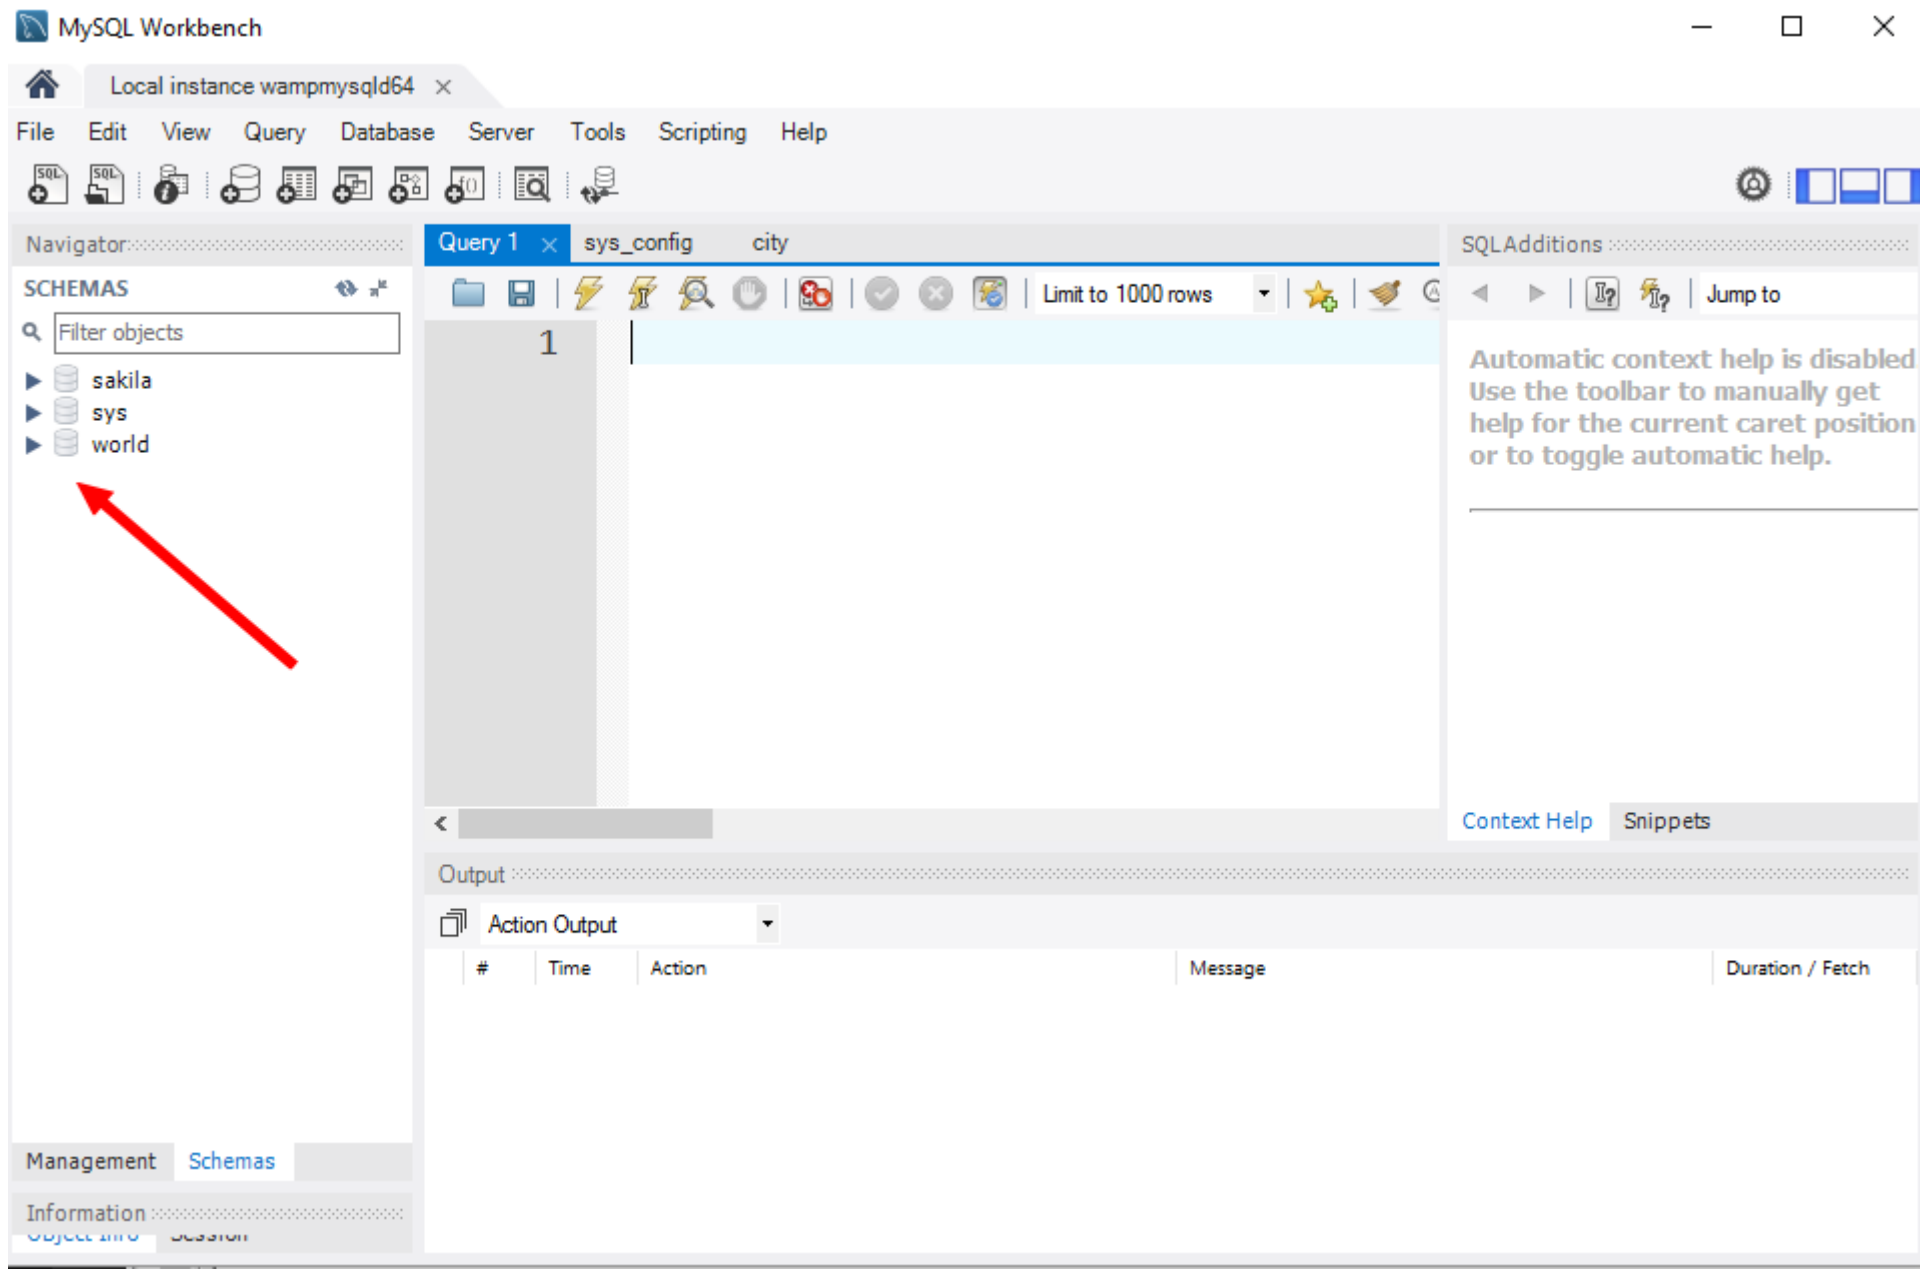 MySQL Workbench
Local instance wampmysqld64
File Edit View Query Database Server Tools Scripting Help
Navigator
SCHEMAS
Filter objects
sakila
sys
world
Management Schemas
Information
Object Info Session
Query 1 sys_config city
Limit to 1000 rows
1
SQLAdditions
Jump to
Automatic context help is disabled
Use the toolbar to manually get
help for the current caret position
or to toggle automatic help.
Context Help Snippets
Output
Action Output
# Time Action Message Duration / Fetch